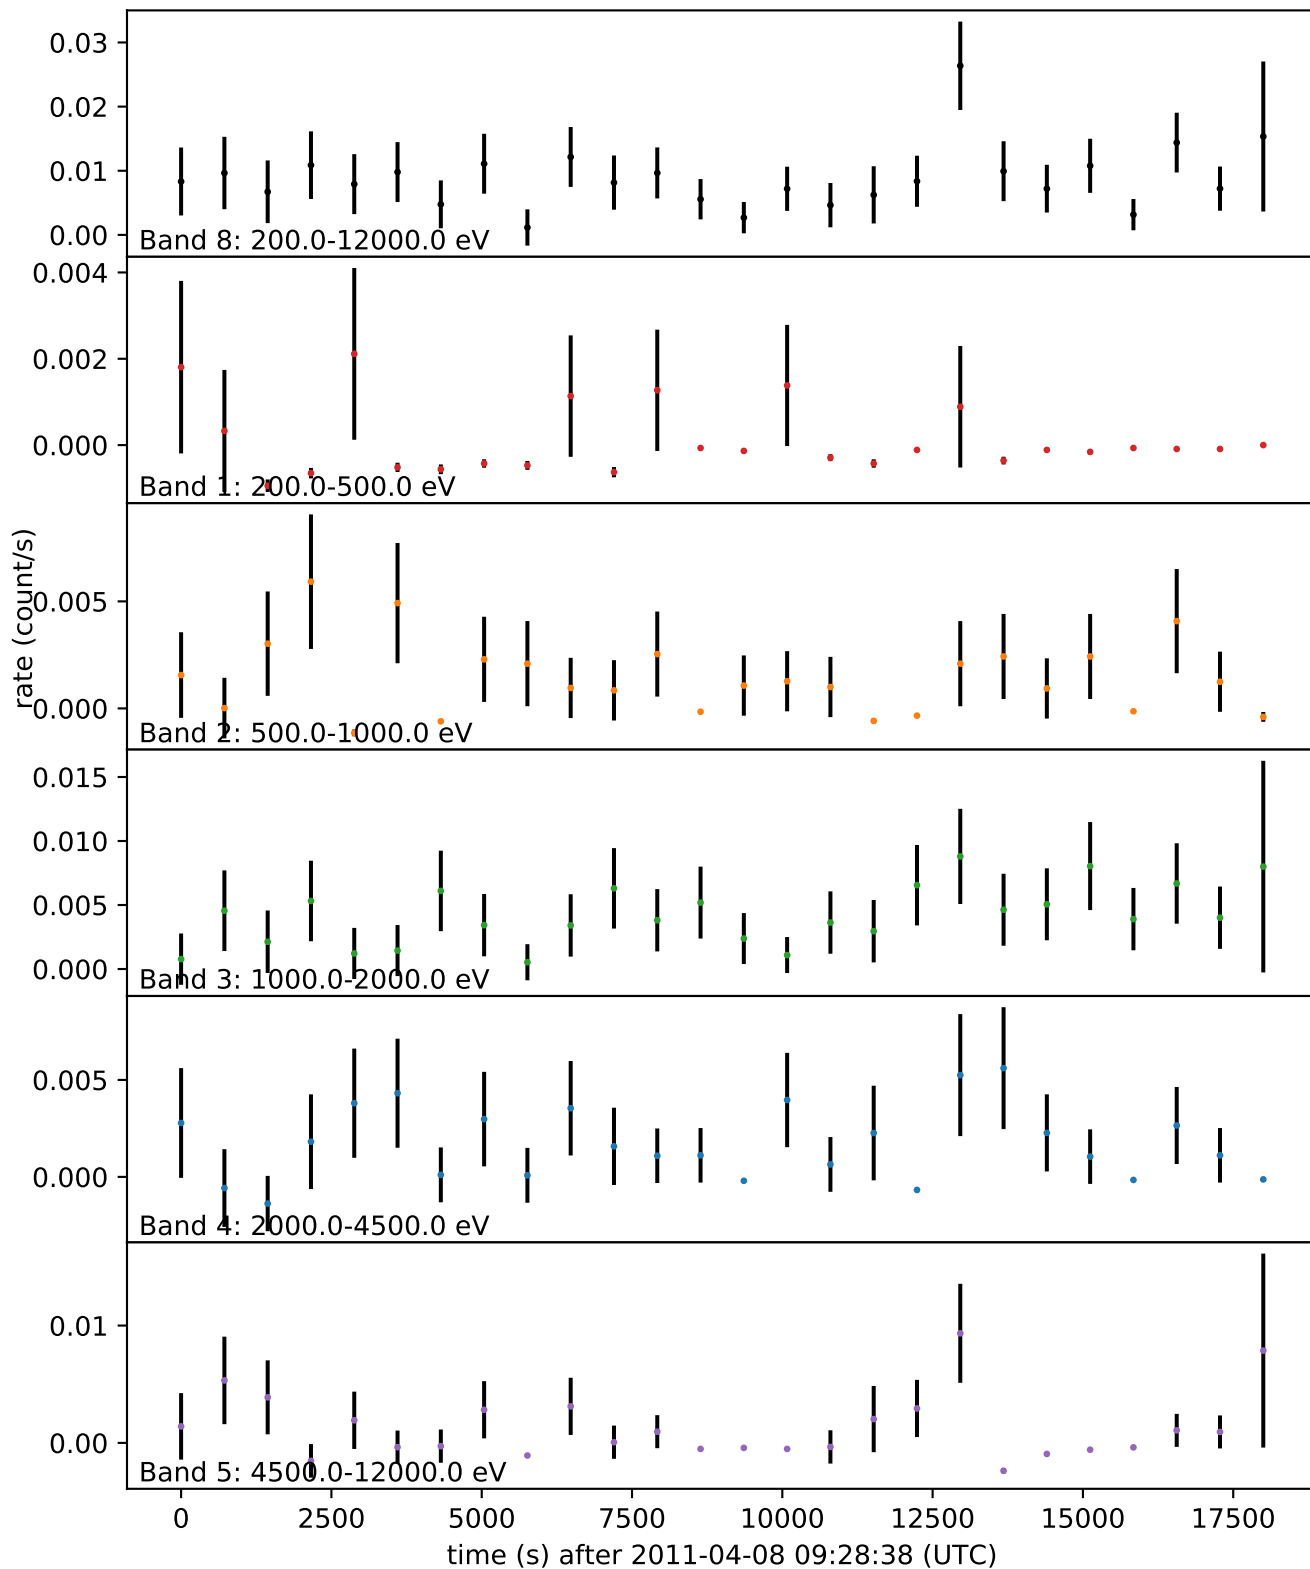 0.03
0.02
0.01
0.00
Band 8: 200.0-12000.0 eV
0.004
0.002
0.000
Band 1: 200.0-500.0 eV
rate (count/s)
0.005
0.000
Band 2: 500.0-1000.0 eV
0.015
0.010
0.005
0.000
Band 3: 1000.0-2000.0 eV
0.005
0.000
Band 4: 2000.0-4500.0 eV
0.01
0.00
Band 5: 4500.0-12000.0 eV
0 2500 5000 7500 10000 12500 15000 17500
time (s) after 2011-04-08 09:28:38 (UTC)